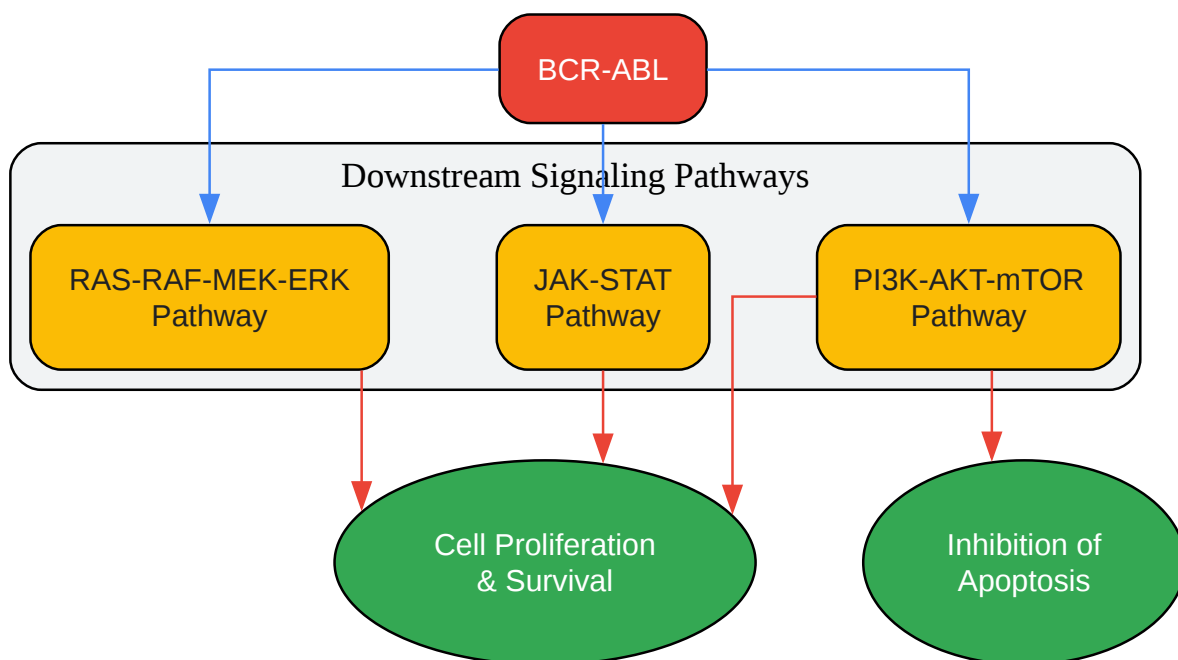 BCR-ABL
Downstream Signaling Pathways
RAS-RAF-MEK-ERK
Pathway
JAK-STAT
Pathway
PI3K-AKT-mTOR
Pathway
Cell Proliferation
& Survival
Inhibition of
Apoptosis